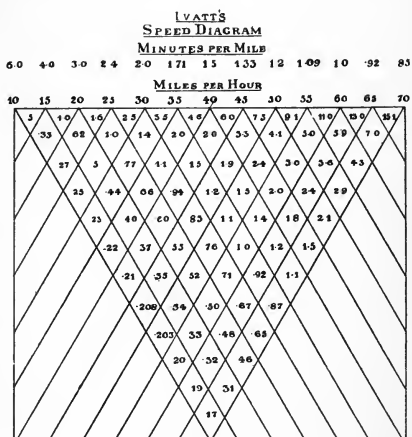 IVATT'S
SPEED DIAGRAM
MINUTES PER MILE
6·0 4·0 3·0 2·4 2·0 1·71 1·5 1·33 1·2 1·09 1·0 ·92 ·85
MILES PER HOUR
10 15 20 25 30 35 40 45 50 55 60 65 70
·5 1·0 1·6 2·5 3·5 4·6 6·0 7·5 9·1 11·0 13·0 15·1
·35 ·62 1·0 1·4 2·0 2·6 3·3 4·1 5·0 5·9 7·0
·27 ·5 ·77 1·1 1·5 1·9 2·4 3·0 3·6 4·3
·25 ·44 ·66 ·94 1·2 1·5 2·0 2·4 2·9
·23 ·40 ·60 ·83 1·1 1·4 1·8 2·1
·22 ·37 ·55 ·76 1·0 1·2 1·5
·21 ·35 ·52 ·71 ·92 1·1
·208 ·34 ·50 ·67 ·87
·203 ·33 ·48 ·65
20 ·32 46
19 31
17